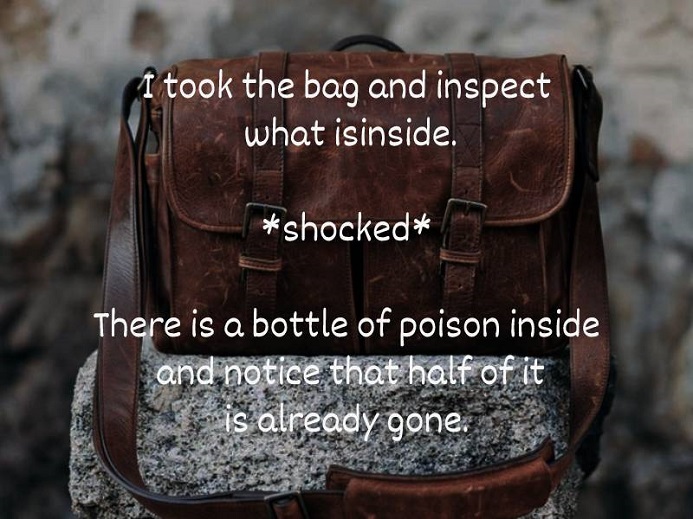 I took the bag and inspect
what isinside.
*shocked*
There is a bottle of poison inside
and notice that half of it
is already gone.